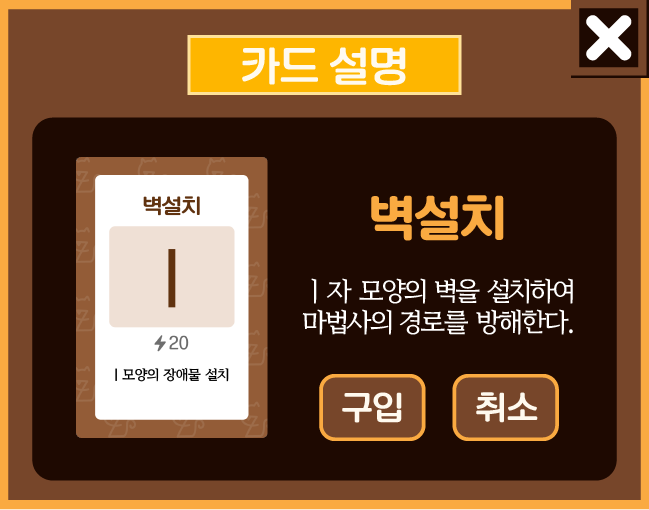 카드 설명
벽설치
20
ㅣ모양의 장애물 설치
벽설치
ㅣ자 모양의 벽을 설치하여
마법사의 경로를 방해한다.
구입
취소